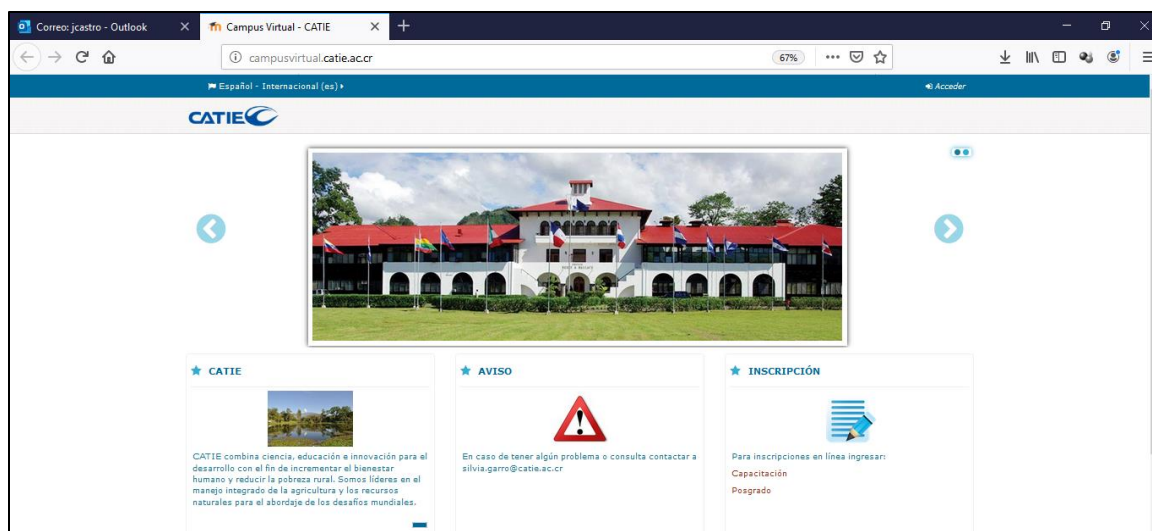 Correo: jcastro - Outlook
Campus Virtual - CATIE
campusvirtual.catie.ac.cr
67%
Español - Internacional (es)
Acceder
CATIE
CATIE
CATIE combina ciencia, educación e innovación para el
desarrollo con el fin de incrementar el bienestar
humano y reducir la pobreza rural. Somos líderes en el
manejo integrado de la agricultura y los recursos
naturales para el abordaje de los desafíos mundiales.
AVISO
En caso de tener algún problema o consulta contactar a
silvia.garro@catie.ac.cr
INSCRIPCIÓN
Para inscripciones en línea ingresar:
Capacitación
Posgrado